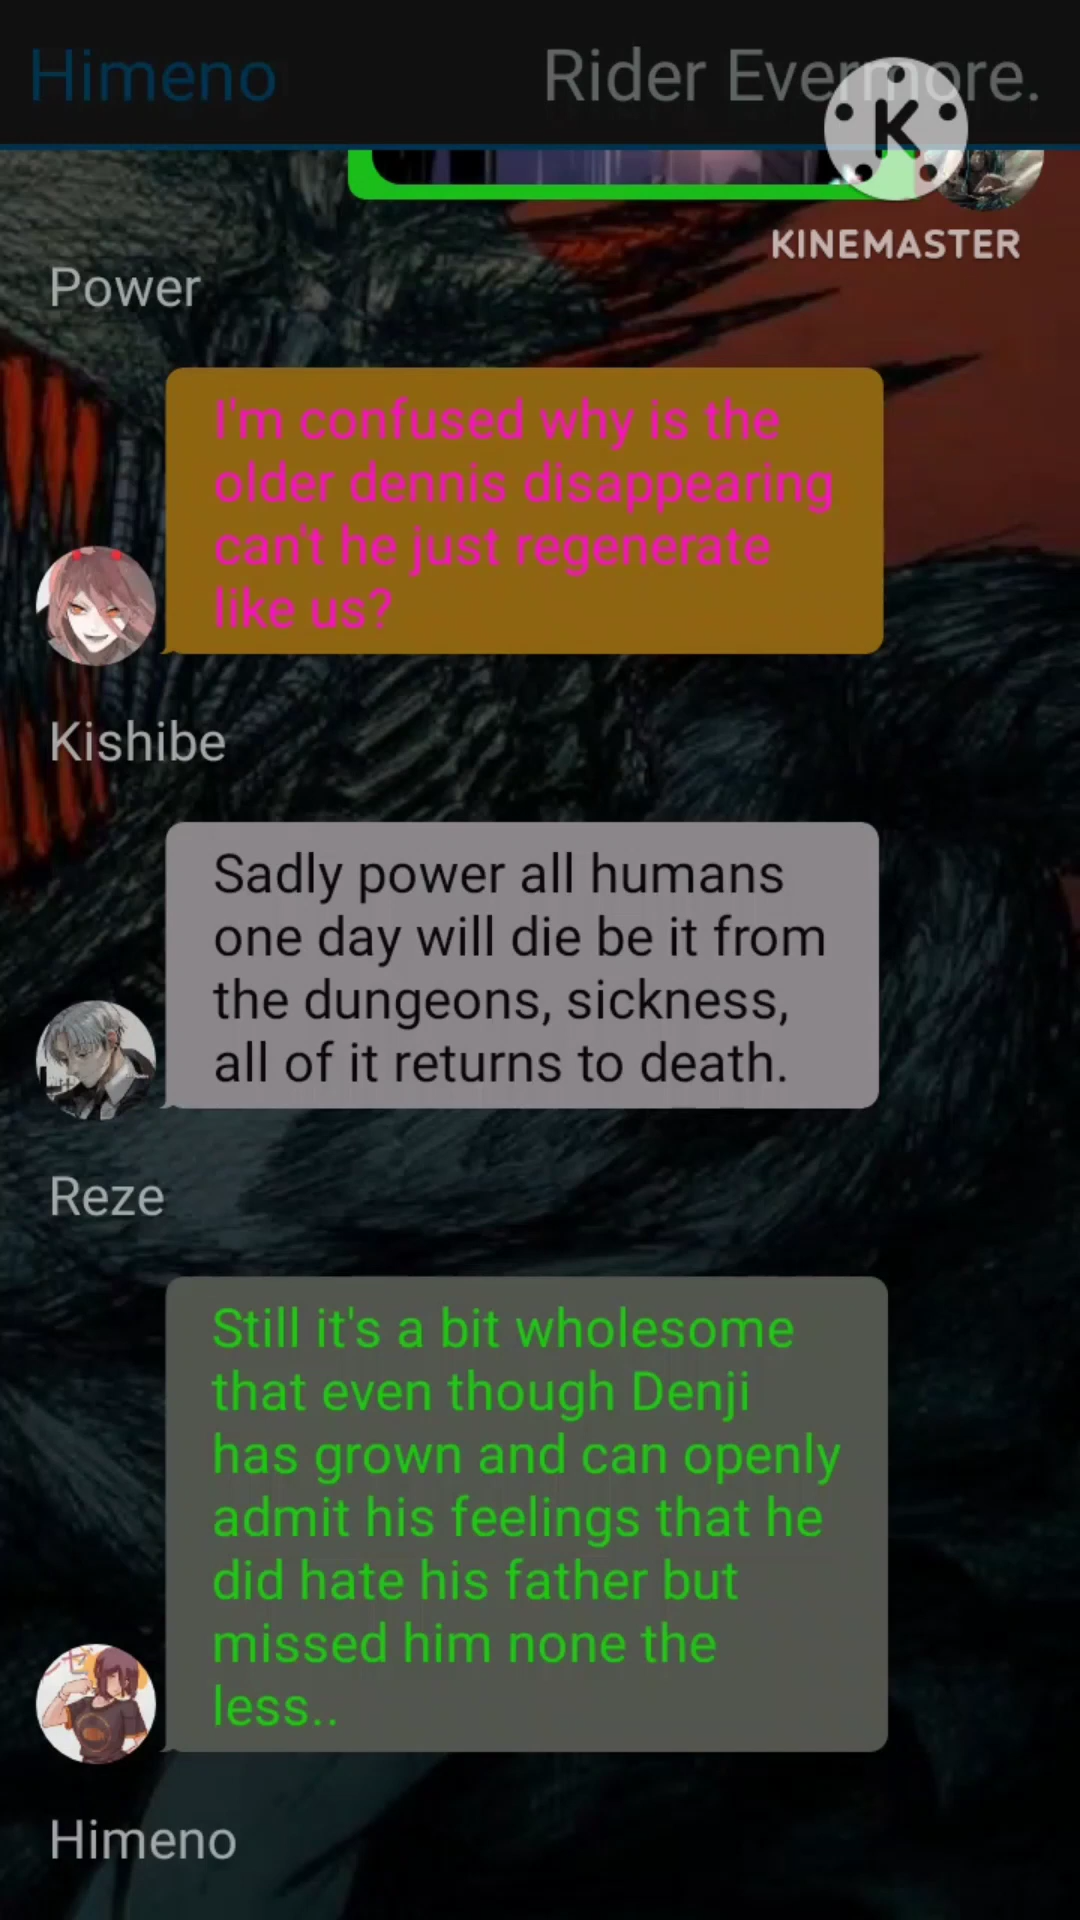 Himeno
Rider Evermore.
K
KINEMASTER
Power
I'm confused why is the
older dennis disappearing
can't he just regenerate
like us?
Kishibe
Sadly power all humans
one day will die be it from
the dungeons, sickness,
all of it returns to death.
Reze
Still it's a bit wholesome
that even though Denji
has grown and can openly
admit his feelings that he
did hate his father but
missed him none the
less..
Himeno